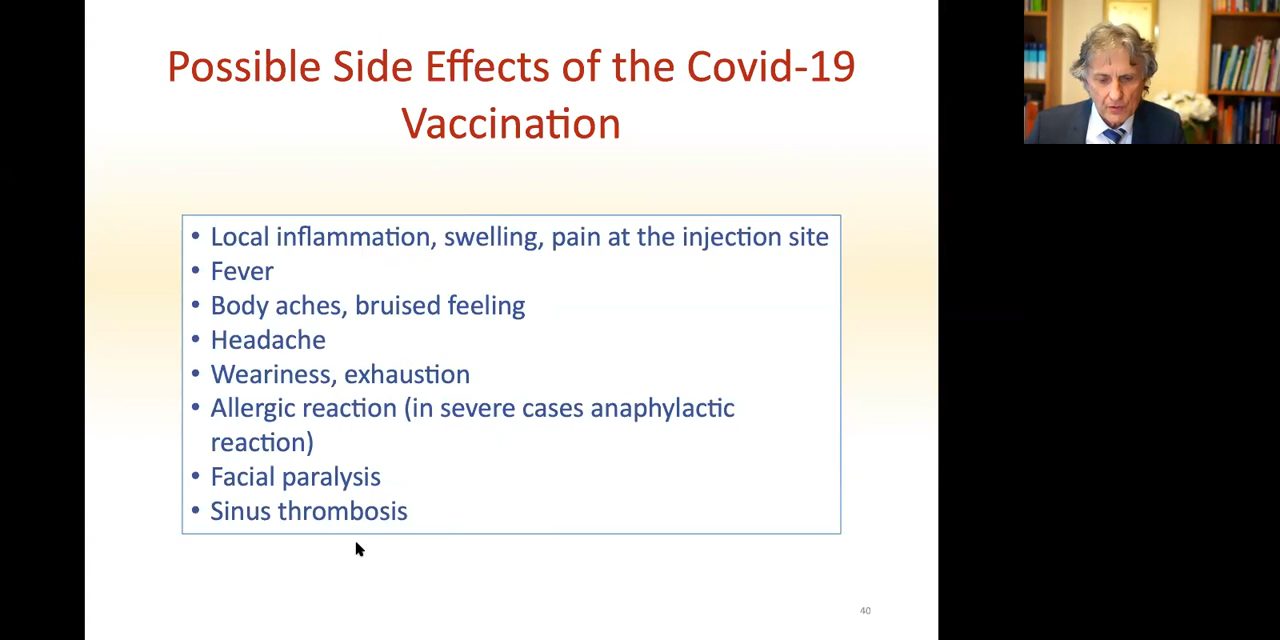 Possible Side Effects of the Covid-19
Vaccination
• Local inflammation, swelling, pain at the injection site
• Fever
• Body aches, bruised feeling
• Headache
• Weariness, exhaustion
• Allergic reaction (in severe cases anaphylactic
reaction)
• Facial paralysis
• Sinus thrombosis
40